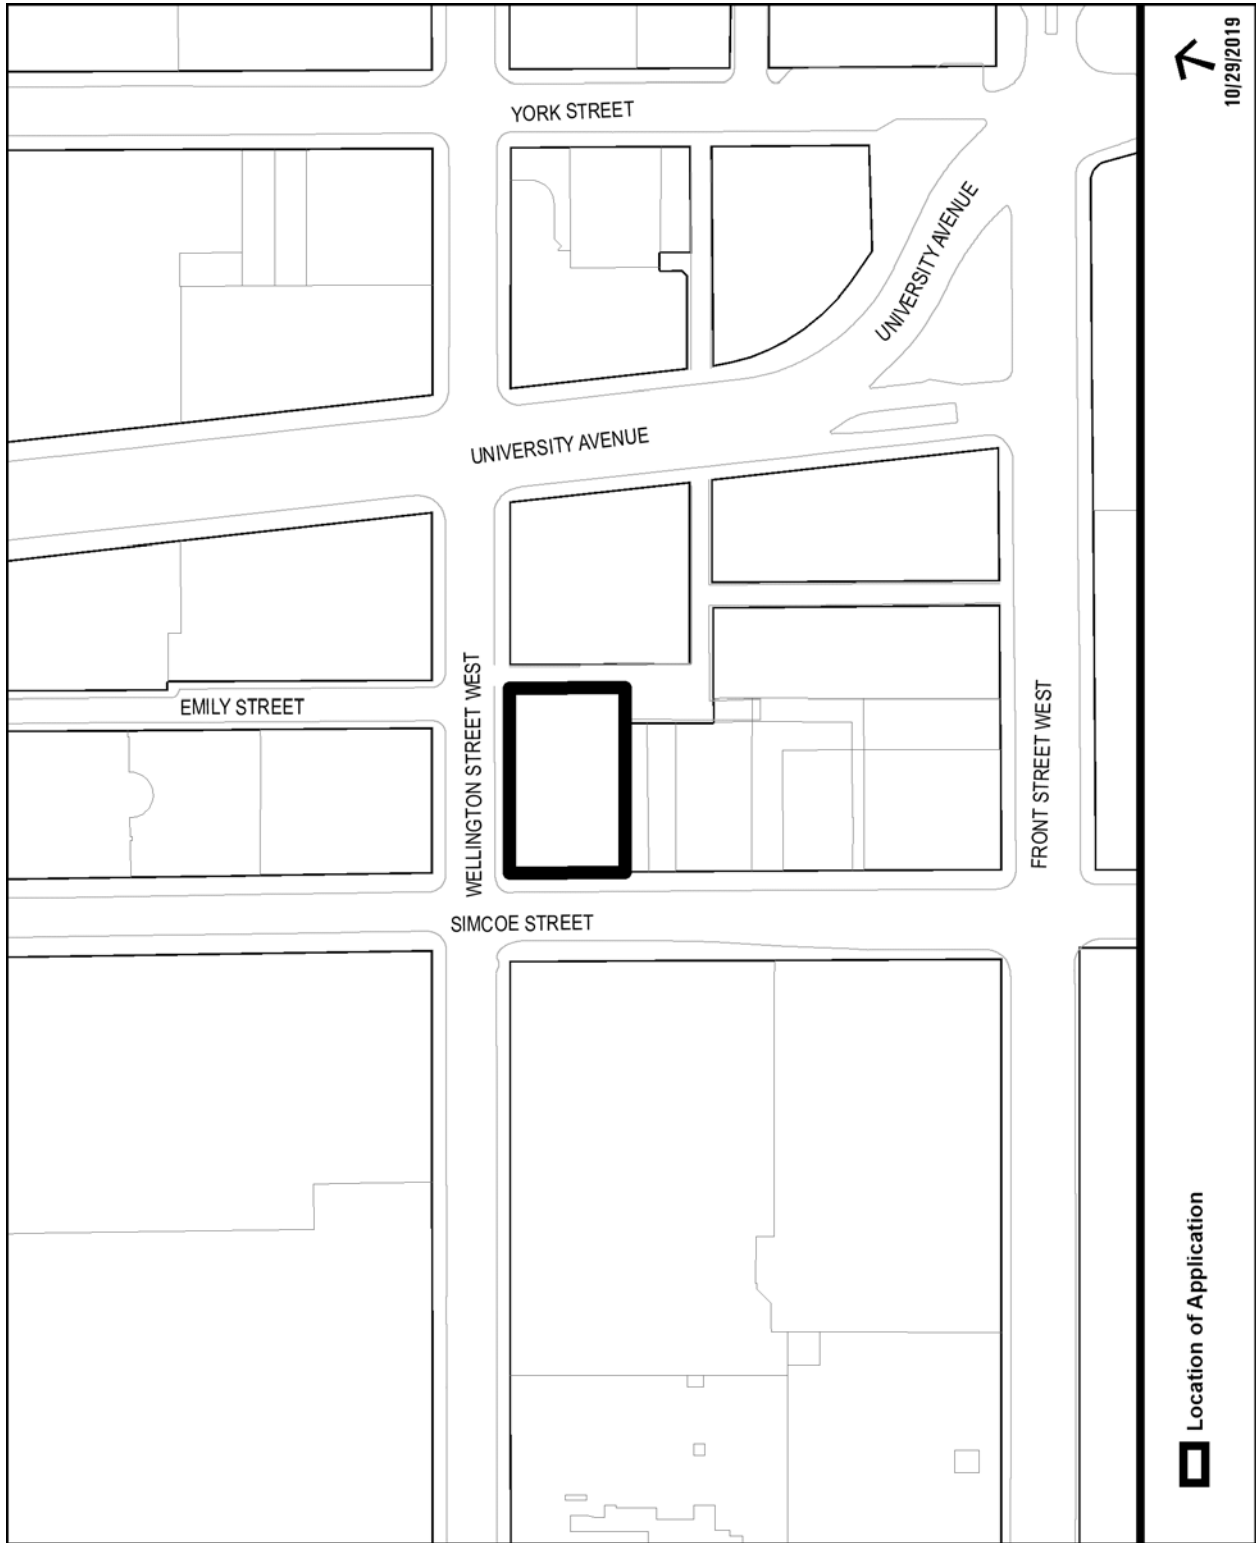 YORK STREET
UNIVERSITY AVENUE
UNIVERSITY AVENUE
EMILY STREET
WELLINGTON STREET WEST
FRONT STREET WEST
SIMCOE STREET
Location of Application
10/29/2019